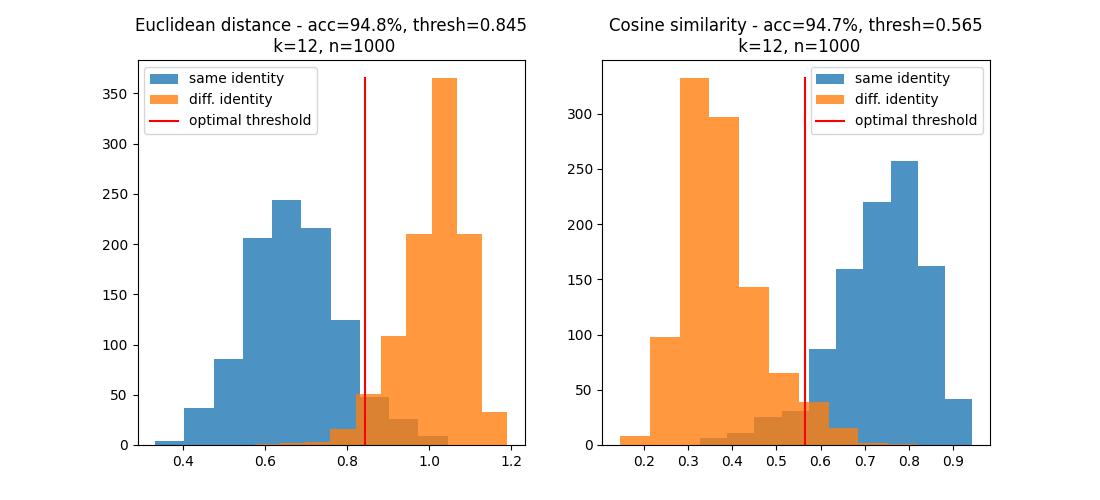 Euclidean distance - acc=94.8%, thresh=0.845
k=12, n=1000
same identity
diff. identity
optimal threshold
350
300
250
200
150
100
50
0
0.4 0.6 0.8 1.0 1.2
Cosine similarity - acc=94.7%, thresh=0.565
k=12, n=1000
same identity
diff. identity
optimal threshold
300
250
200
150
100
50
0
0.2 0.3 0.4 0.5 0.6 0.7 0.8 0.9